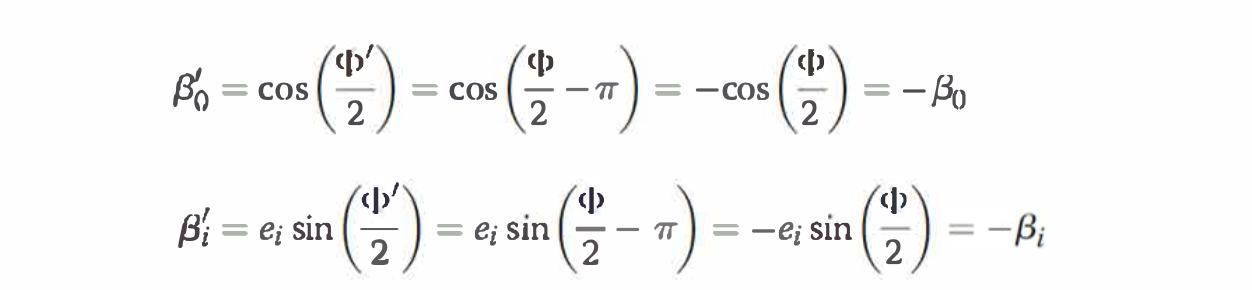 β′₀ = cos(Φ′/2) = cos(Φ/2 − π) = −cos(Φ/2) = −β₀
β′ᵢ = eᵢ sin(Φ′/2) = eᵢ sin(Φ/2 − π) = −eᵢ sin(Φ/2) = −βᵢ